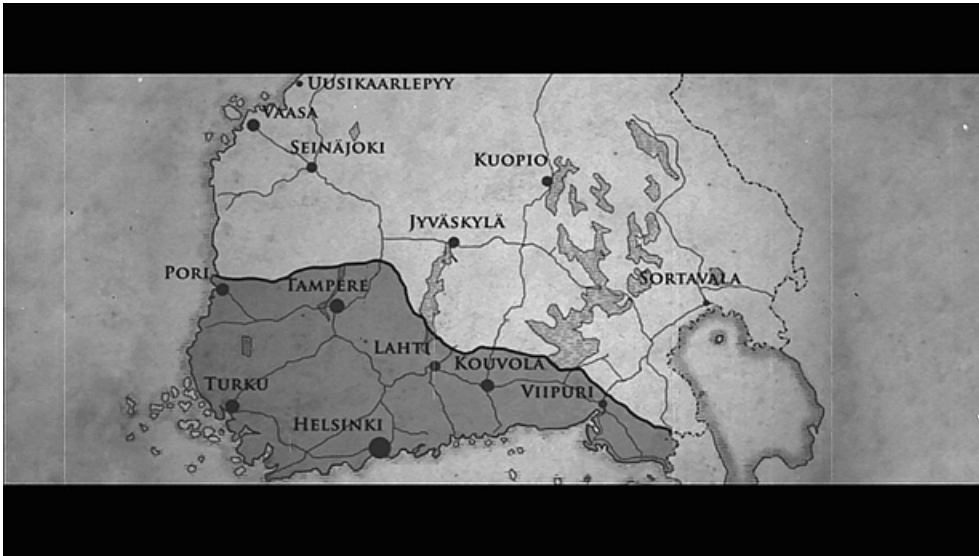 Uusikaarlepyy
Vaasa
Seinäjoki
Kuopio
Jyväskylä
Pori
Tampere
Sortavala
Lahti
Kouvola
Turku
Viipuri
Helsinki